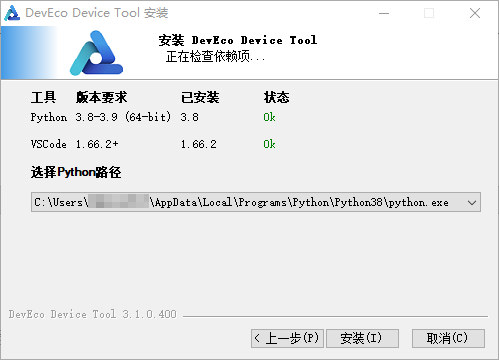 DevEco Device Tool 安装
安装 DevEco Device Tool
正在检查依赖项...
工具 版本要求 已安装 状态
Python 3.8-3.9 (64-bit) 3.8 Ok
VSCode 1.66.2+ 1.66.2 Ok
选择Python路径
C:\Users\ \AppData\Local\Programs\Python\Python38\python.exe
DevEco Device Tool 3.1.0.400
< 上一步(P) 安装(I) 取消(C)